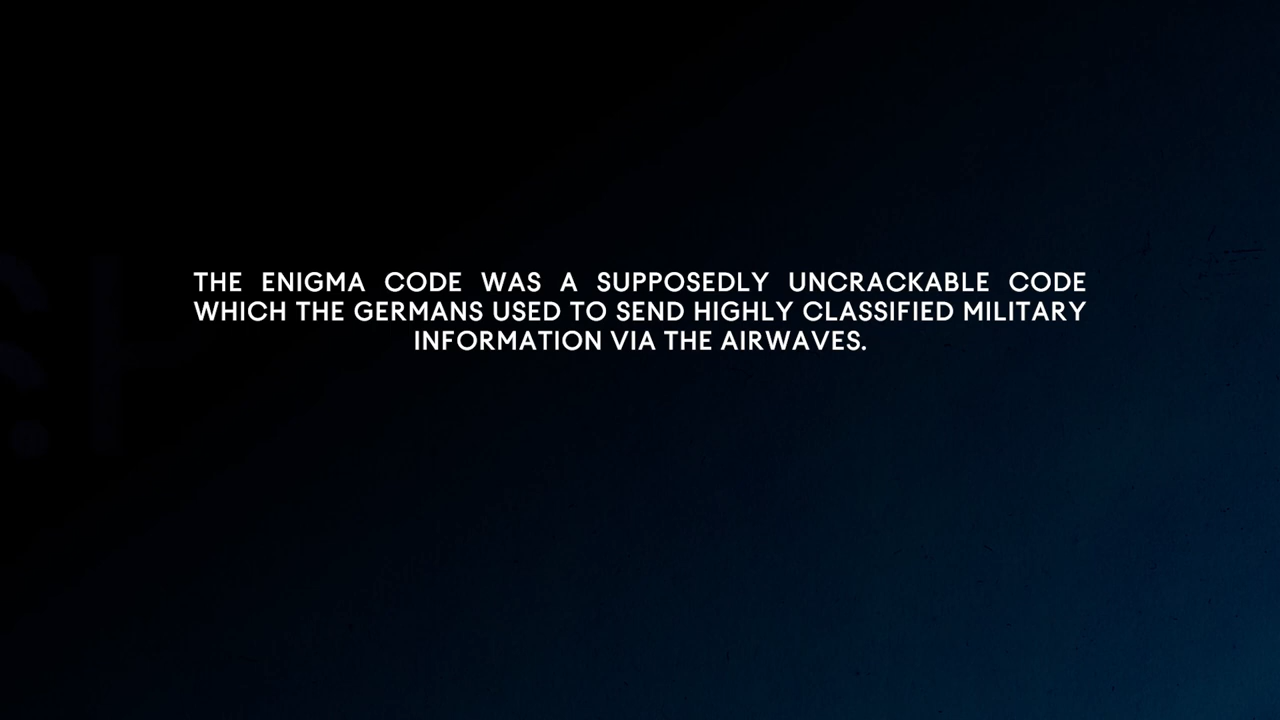 THE ENIGMA CODE WAS A SUPPOSEDLY UNCRACKABLE CODE
WHICH THE GERMANS USED TO SEND HIGHLY CLASSIFIED MILITARY
INFORMATION VIA THE AIRWAVES.